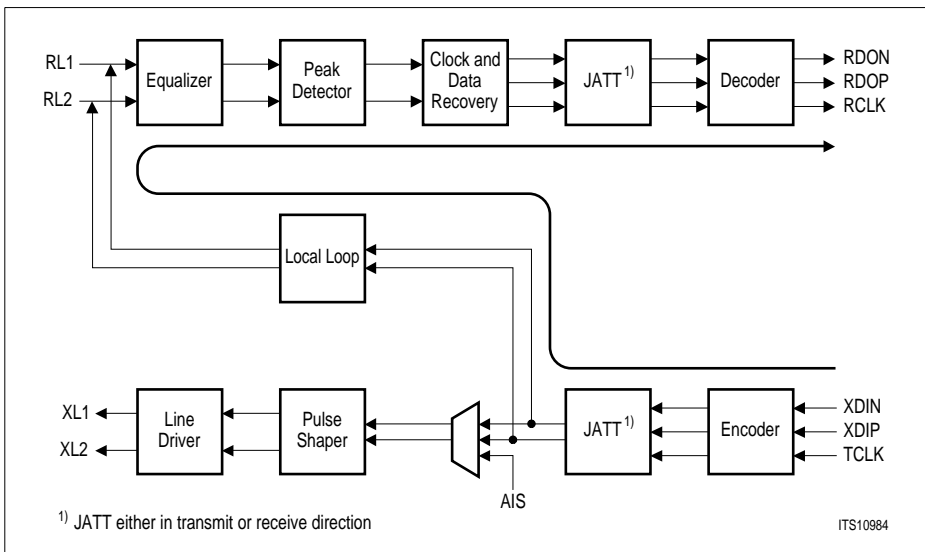 RL1
RL2
Equalizer
Peak
Detector
Clock and
Data
Recovery
JATT 1)
Decoder
RDON
RDOP
RCLK
Local Loop
XL1
XL2
Line
Driver
Pulse
Shaper
AIS
JATT 1)
Encoder
XDIN
XDIP
TCLK
1) JATT either in transmit or receive direction
ITS10984